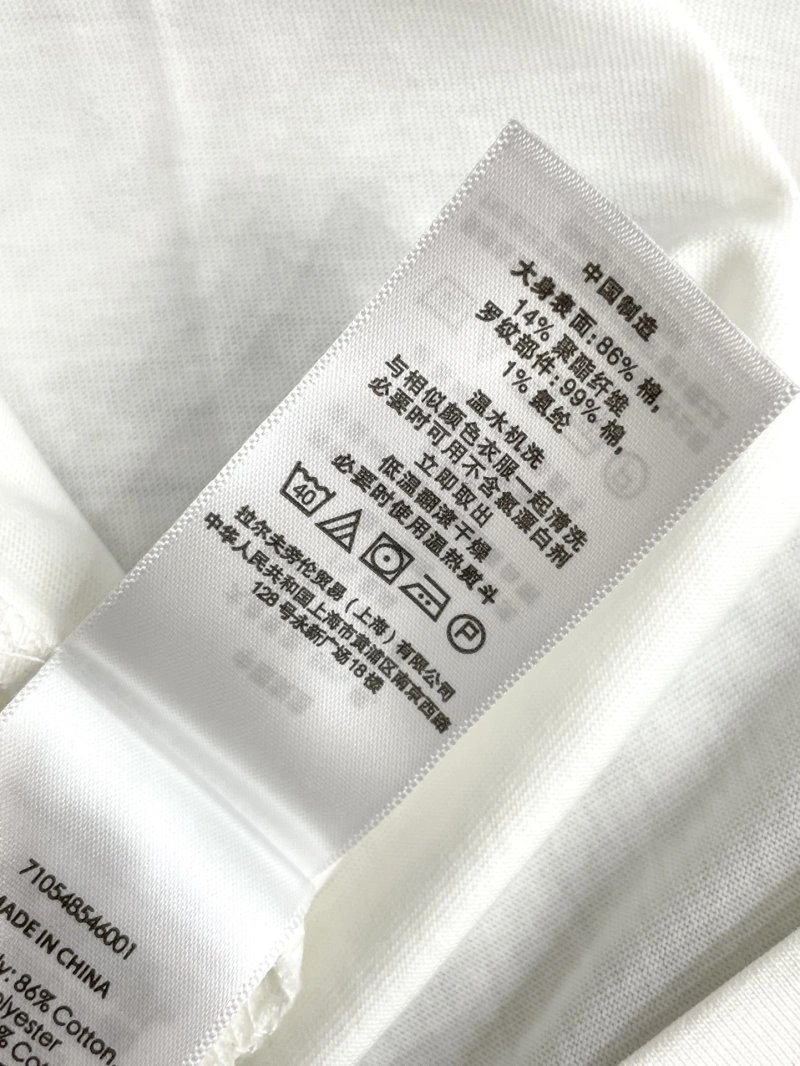 中国制造
大身表面:86% 棉,
14% 聚酯纤维
罗纹部件:99% 棉,
1% 氨纶
温水机洗
与相似颜色衣服一起清洗
必要时可用不含氯漂白剂
立即取出
低温翻滚干燥
必要时使用温热熨斗
40
P
拉尔夫劳伦贸易（上海）有限公司
中华人民共和国上海市黄浦区南京西路
128 号永新广场18 楼
710548546001
MADE IN CHINA
86% Cotton,